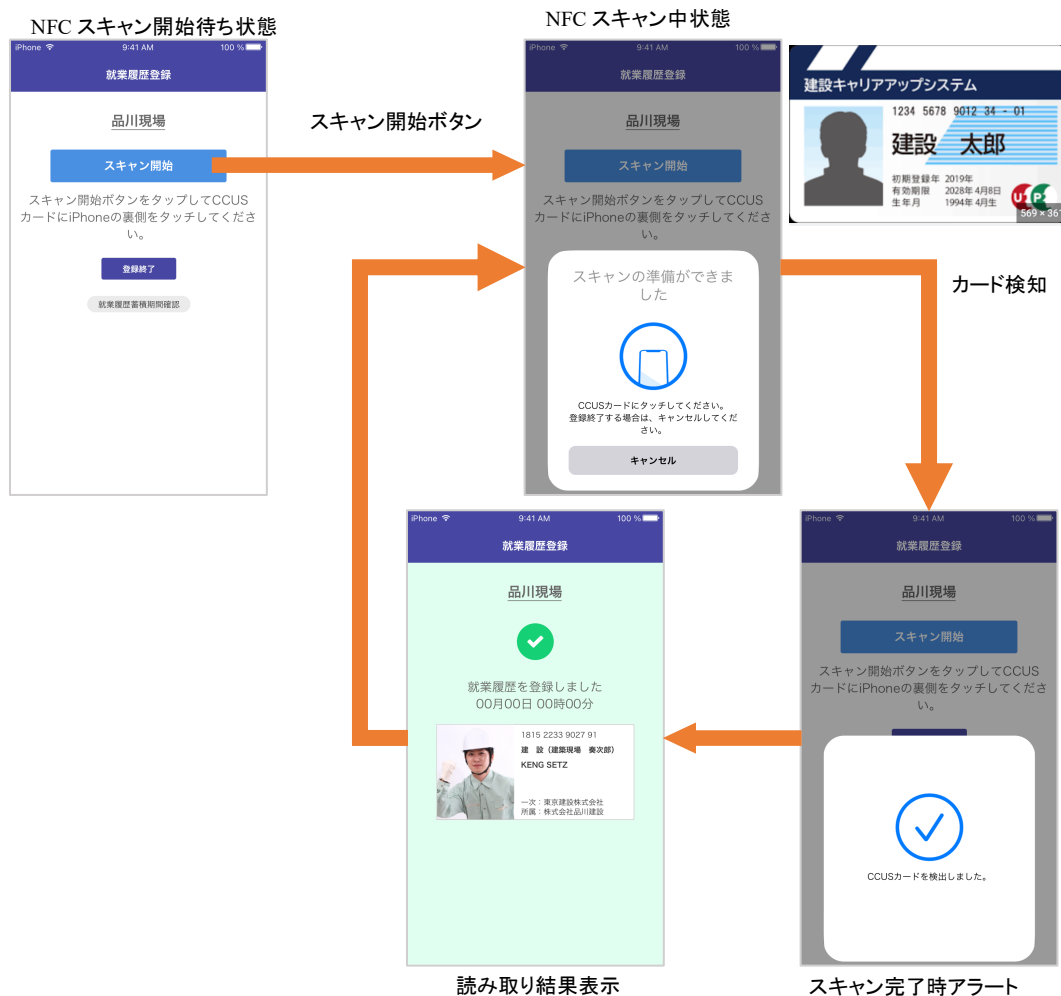 NFC スキャン開始待ち状態
iPhone 9:41 AM 100 %
就業履歴登録
品川現場
スキャン開始
スキャン開始ボタンをタップしてCCUS
カードにiPhoneの裏側をタッチしてくださ
い。
登録終了
就業履歴蓄積期間確認
スキャン開始ボタン
NFC スキャン中状態
iPhone 9:41 AM 100 %
就業履歴登録
品川現場
スキャン開始
スキャン開始ボタンをタップしてCCUS
カードにiPhoneの裏側をタッチしてくださ
い。
スキャンの準備ができま
した
CCUSカードにタッチしてください。
登録終了する場合は、キャンセルしてくだ
さい。
キャンセル
建設キャリアアップシステム
1234 5678 9012 34 - 01
建設 太郎
初期登録年 2019年
有効期限 2028年 4月8日
生年月 1994年 4月生
569 × 361
カード検知
iPhone 9:41 AM 100 %
就業履歴登録
品川現場
就業履歴を登録しました
00月00日 00時00分
1815 2233 9027 91
建 設（建築現場 奏次郎）
KENG SETZ
一次：東京建設株式会社
所属：株式会社品川建設
読み取り結果表示
iPhone 9:41 AM 100 %
就業履歴登録
品川現場
スキャン開始
スキャン開始ボタンをタップしてCCUS
カードにiPhoneの裏側をタッチしてくださ
い。
CCUSカードを検出しました。
スキャン完了時アラート